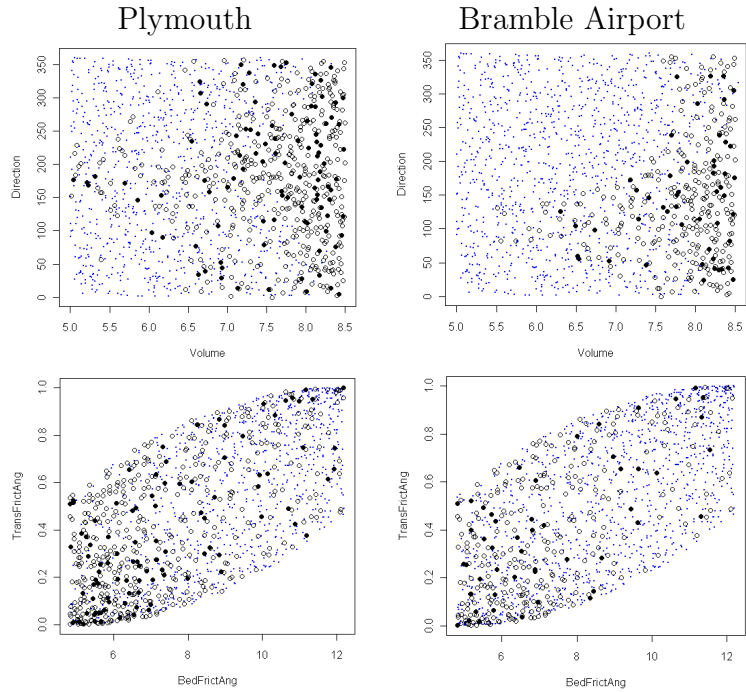 Plymouth
Bramble Airport
Direction
0 50 100 150 200 250 300 350
5.0 5.5 6.0 6.5 7.0 7.5 8.0 8.5
Volume
Direction
0 50 100 150 200 250 300 350
5.0 5.5 6.0 6.5 7.0 7.5 8.0 8.5
Volume
TransFrictAng
0.0 0.2 0.4 0.6 0.8 1.0
6 8 10 12
BedFrictAng
TransFrictAng
0.0 0.2 0.4 0.6 0.8 1.0
6 8 10 12
BedFrictAng